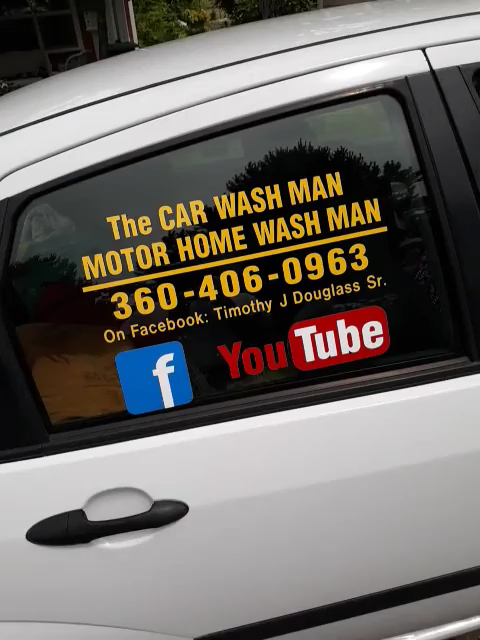 The CAR WASH MAN
MOTOR HOME WASH MAN
360-406-0963
On Facebook: Timothy J Douglass Sr.
f YouTube